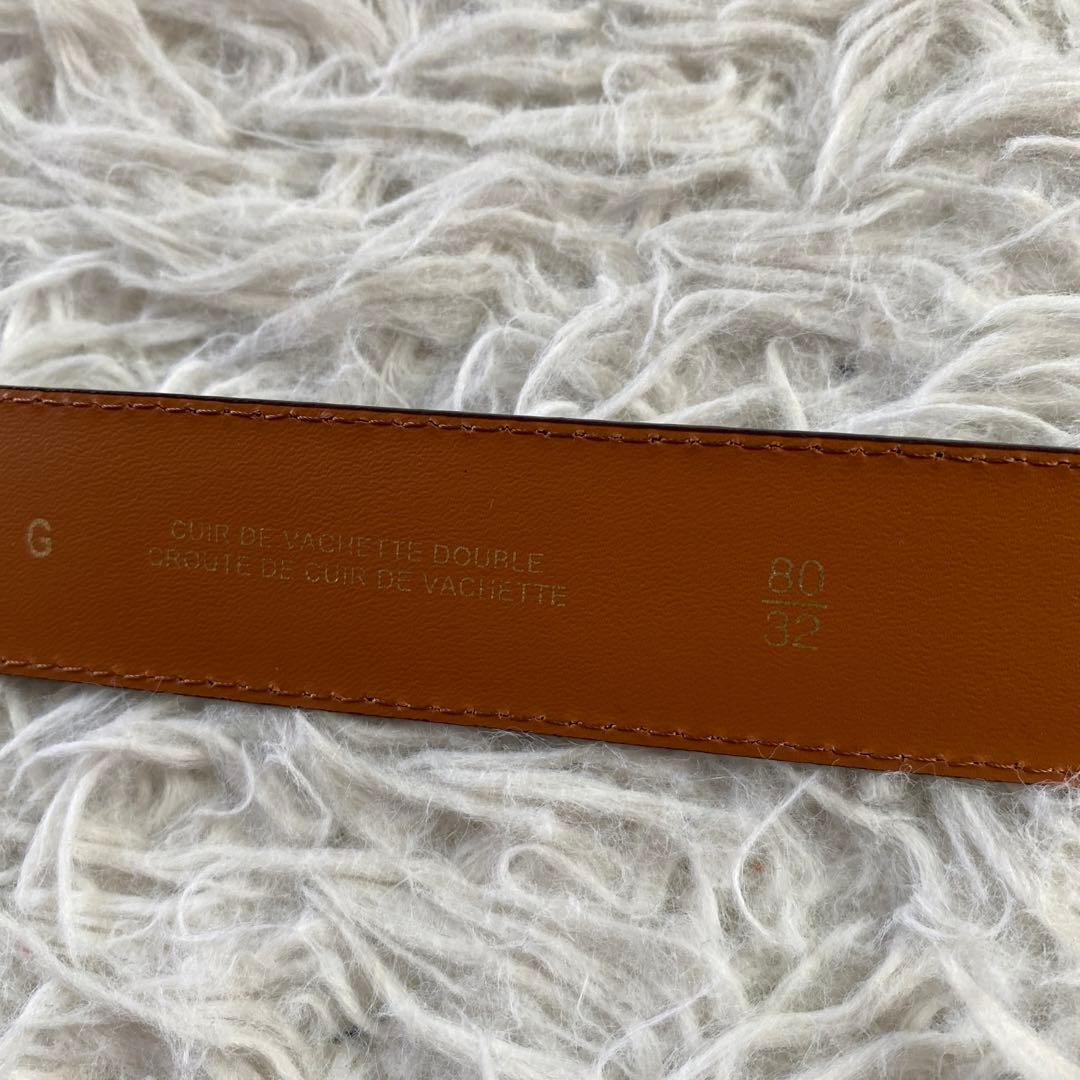 G
CUIR DE VACHETTE DOUBLE
CROUTE DE CUIR DE VACHETTE
80
32